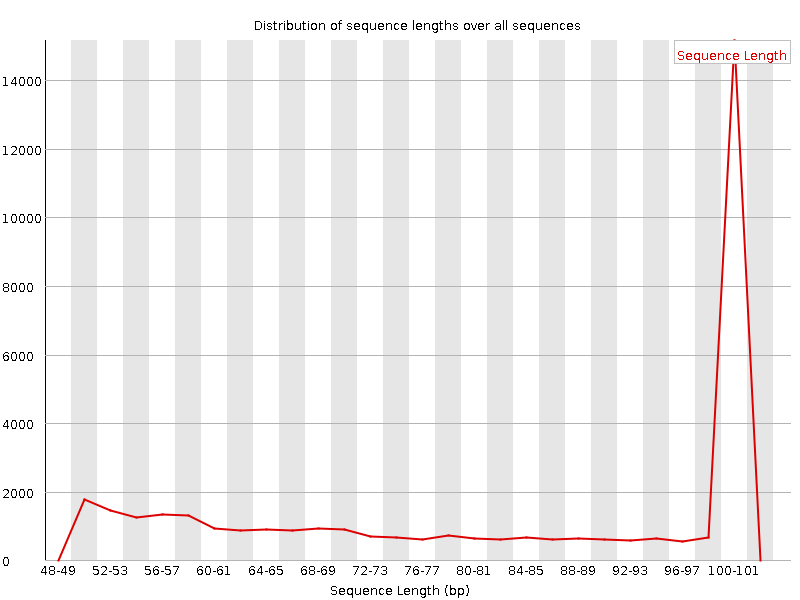 Distribution of sequence lengths over all sequences
Sequence Length
14000
12000
10000
8000
6000
4000
2000
0
48-49 52-53 56-57 60-61 64-65 68-69 72-73 76-77 80-81 84-85 88-89 92-93 96-97 100-101
Sequence Length (bp)